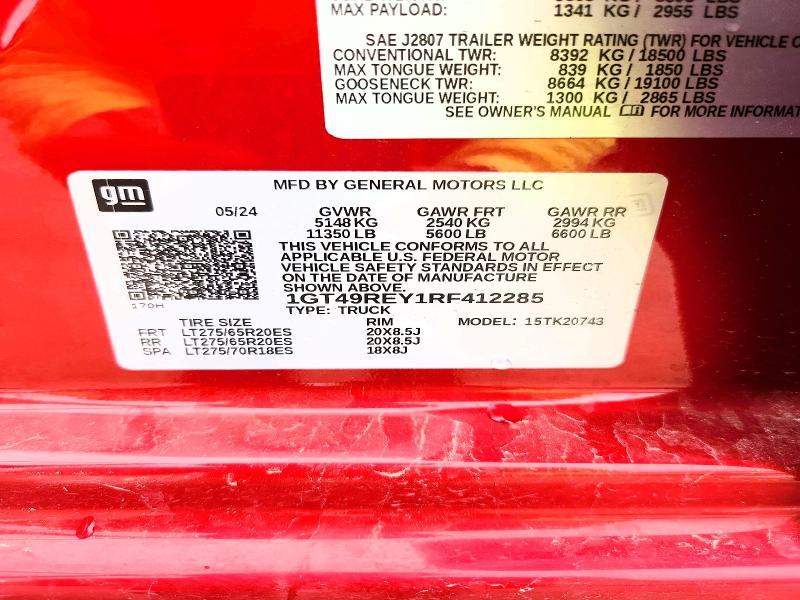 MAX PAYLOAD: 1341 KG / 2955 LBS
SAE J2807 TRAILER WEIGHT RATING (TWR) FOR VEHICLE
CONVENTIONAL TWR: 8392 KG / 18500 LBS
MAX TONGUE WEIGHT: 839 KG / 1850 LBS
GOOSENECK TWR: 8664 KG / 19100 LBS
MAX TONGUE WEIGHT: 1300 KG / 2865 LBS
SEE OWNER'S MANUAL FOR MORE INFORMAT
gm
MFD BY GENERAL MOTORS LLC
05/24 GVWR GAWR FRT GAWR RR
5148 KG 2540 KG 2994 KG
11350 LB 5600 LB 6600 LB
THIS VEHICLE CONFORMS TO ALL
APPLICABLE U.S. FEDERAL MOTOR
VEHICLE SAFETY STANDARDS IN EFFECT
ON THE DATE OF MANUFACTURE
SHOWN ABOVE.
170H
1GT49REY1RF412285
TYPE: TRUCK
TIRE SIZE RIM MODEL: 15TK20743
FRT LT275/65R20ES 20X8.5J
RR LT275/65R20ES 20X8.5J
SPA LT275/70R18ES 18X8J